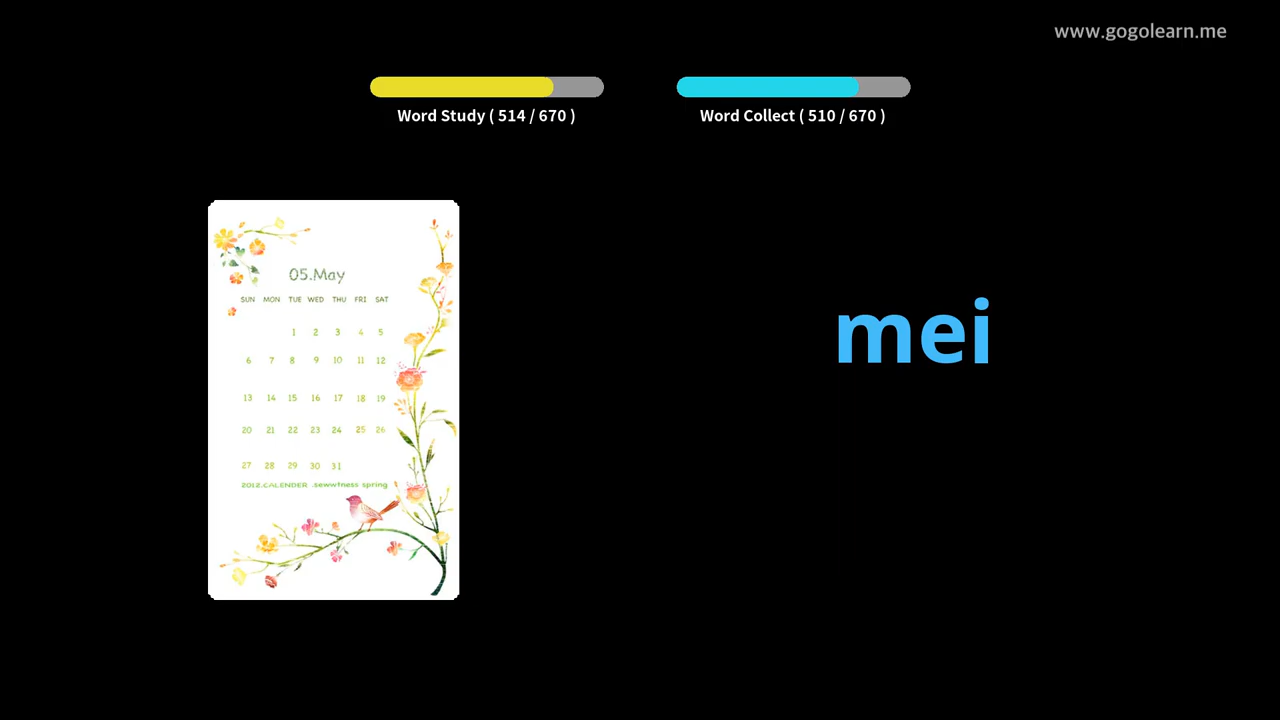 www.gogolearn.me
Word Study ( 514 / 670 )
Word Collect ( 510 / 670 )
05.May
SUN MON TUE WED THU FRI SAT
1 2 3 4 5
6 7 8 9 10 11 12
13 14 15 16 17 18 19
20 21 22 23 24 25 26
27 28 29 30 31
2012.CALENDER .sewwtness spring
mei